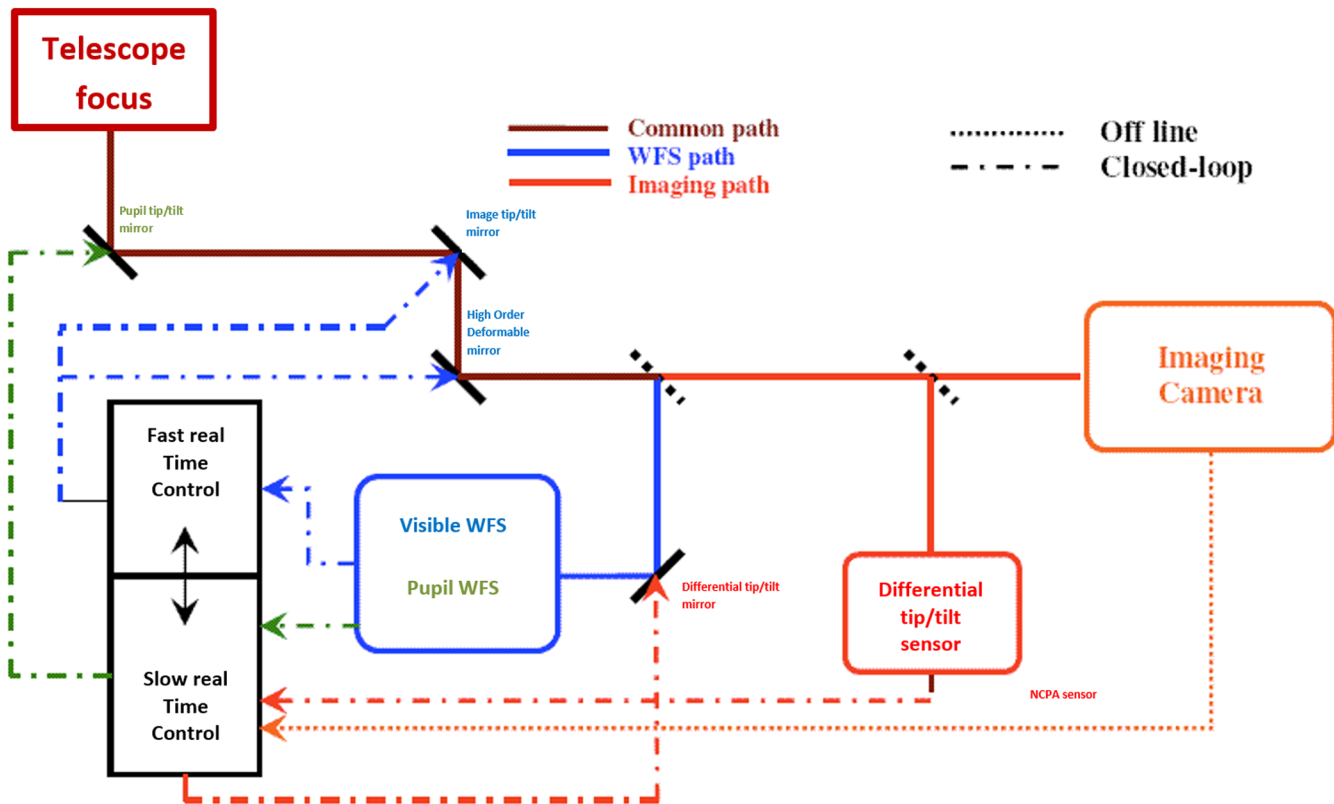 Telescope
focus
Common path
WFS path
Imaging path
Off line
Closed-loop
Pupil tip/tilt
mirror
Image tip/tilt
mirror
High Order
Deformable
mirror
Imaging
Camera
Fast real
Time
Control
Visible WFS
Pupil WFS
Differential tip/tilt
mirror
Differential
tip/tilt
sensor
Slow real
Time
Control
NCPA sensor